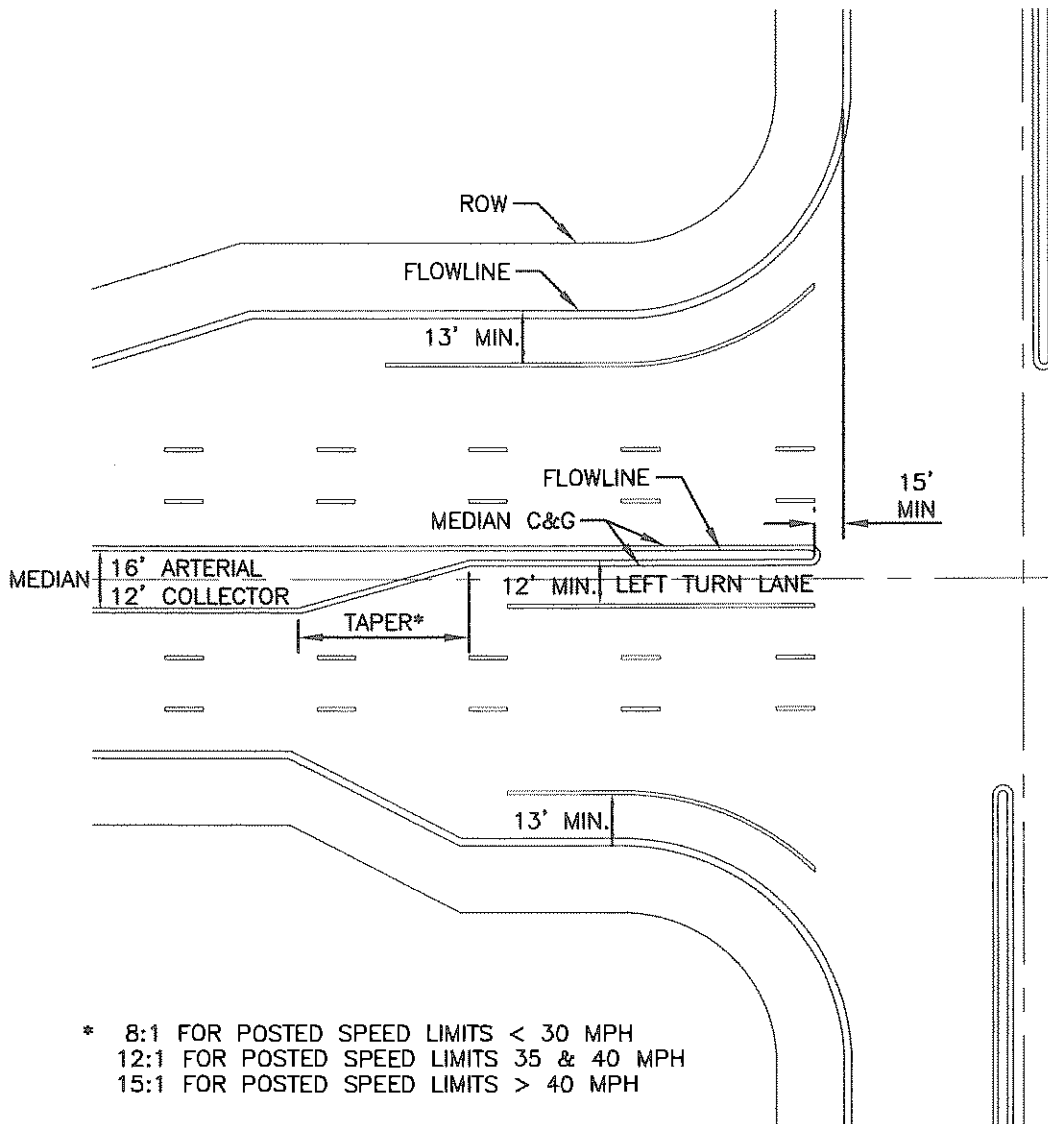 ROW
FLOWLINE
13' MIN.
FLOWLINE
15'
MIN
MEDIAN C&G
MEDIAN
16' ARTERIAL
12' COLLECTOR
12' MIN.
LEFT TURN LANE
TAPER*
13' MIN.
* 8:1 FOR POSTED SPEED LIMITS < 30 MPH
12:1 FOR POSTED SPEED LIMITS 35 & 40 MPH
15:1 FOR POSTED SPEED LIMITS > 40 MPH